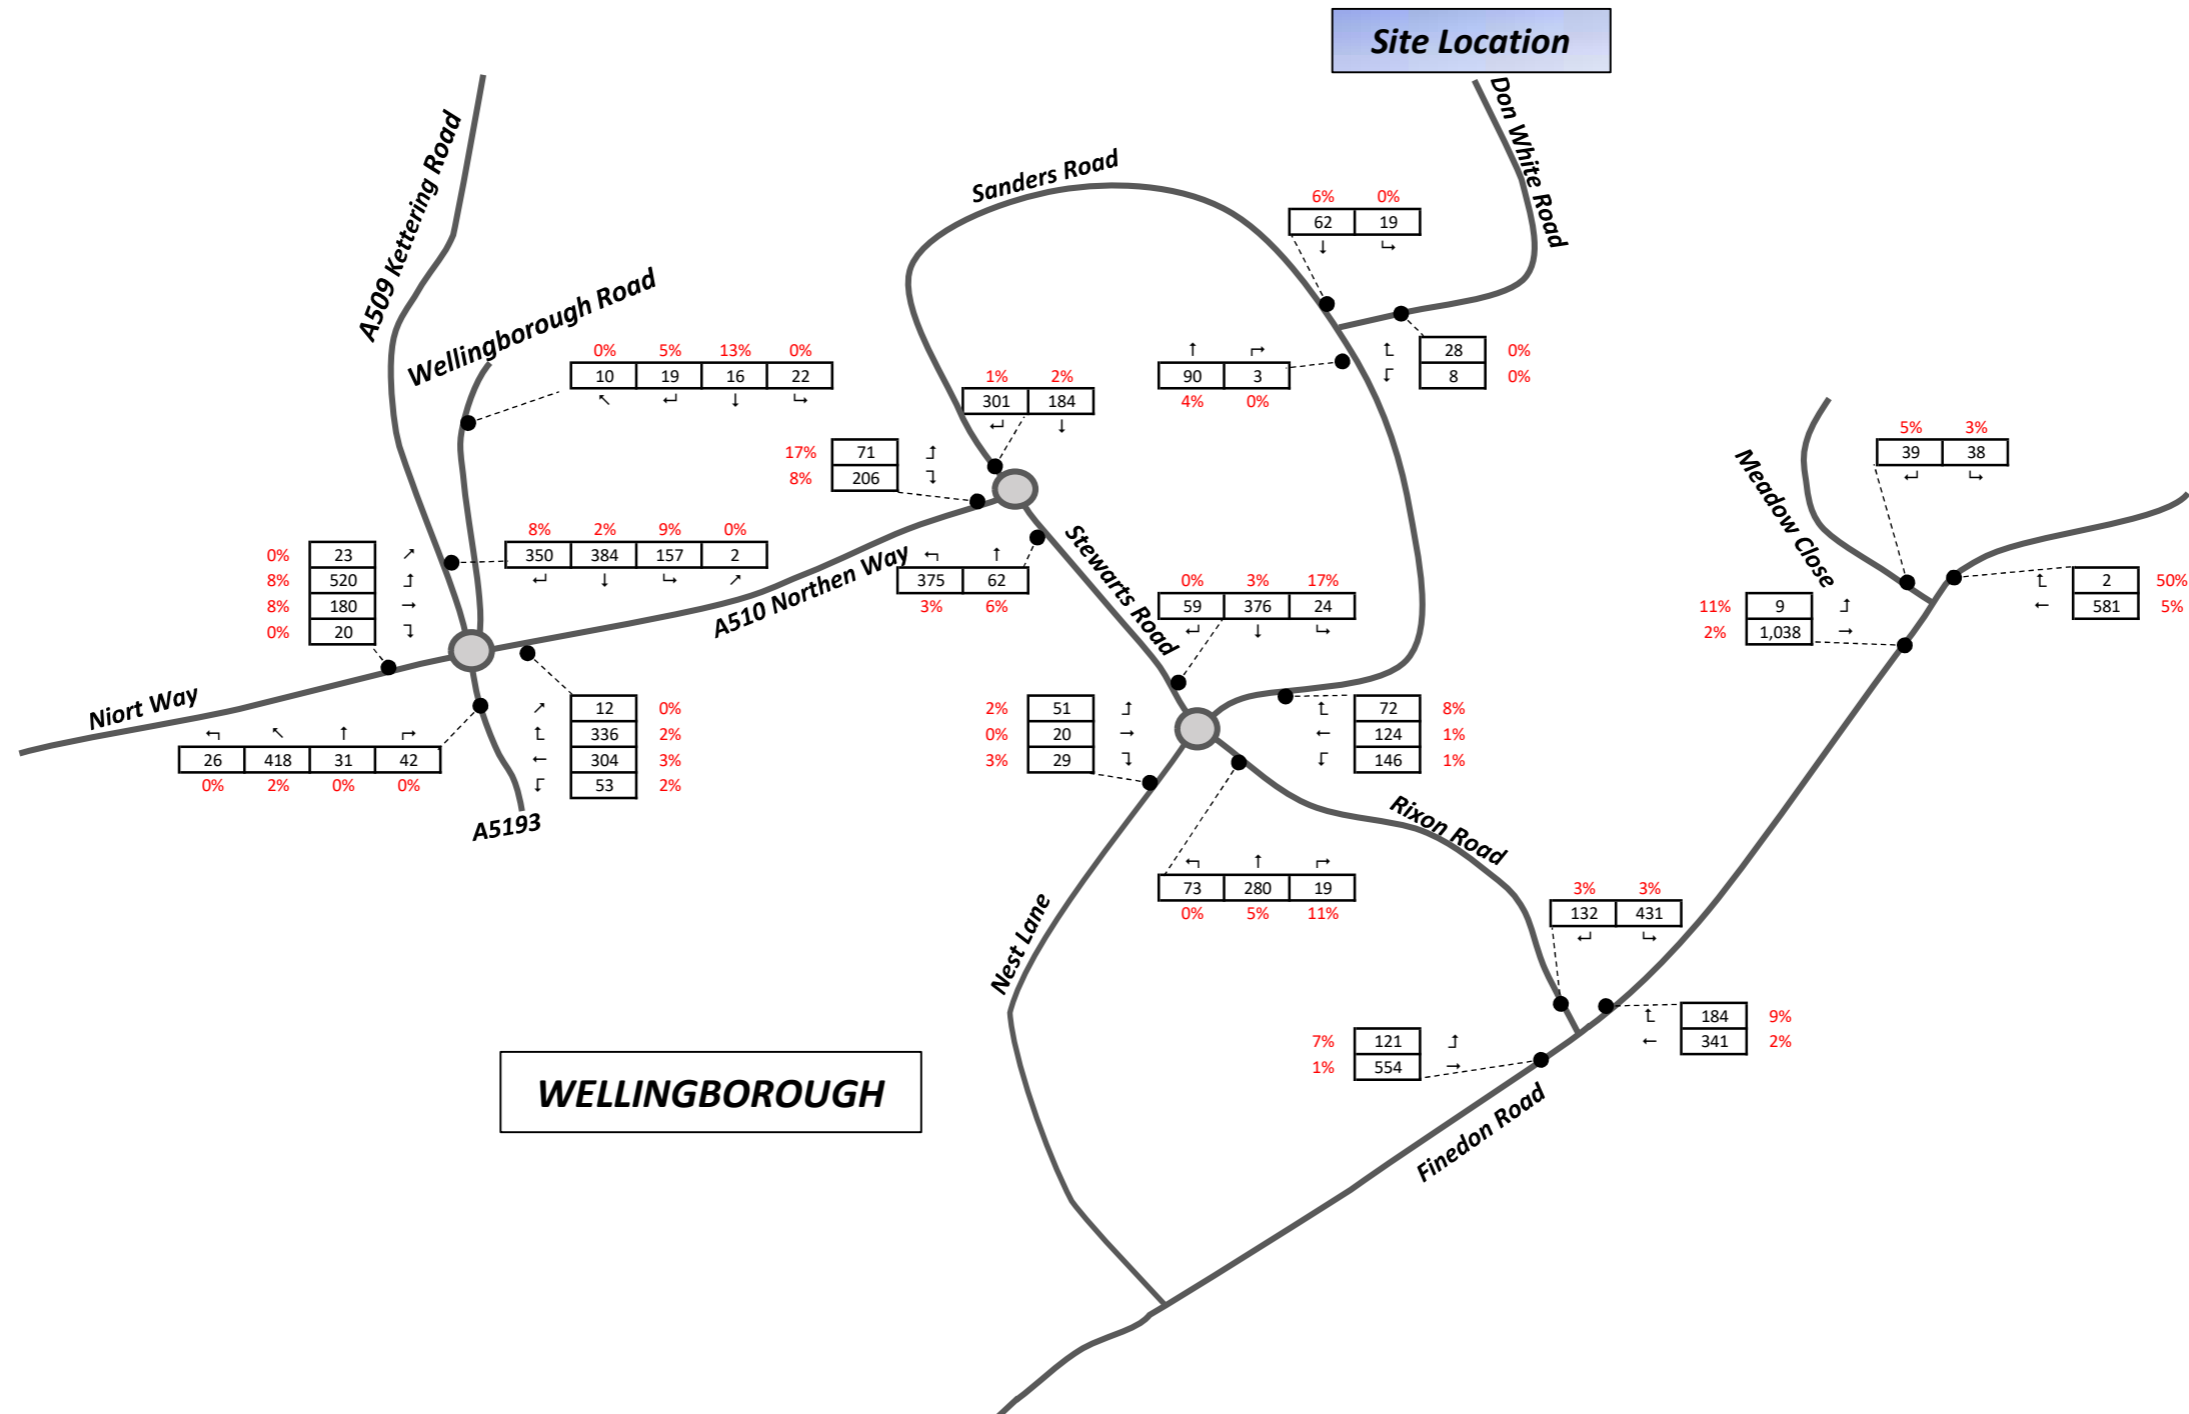 Site Location
Don White Road
A509 Kettering Road
Sanders Road
6% 0%
62 19
↓ ↳
Wellingborough Road
0% 5% 13% 0%
10 19 16 22
↖ ↵ ↓ ↳
1% 2%
301 184
↵ ↓
↑ ↱
90 3
4% 0%
↥ 28 0%
↧ 8 0%
17% 71 ⮥
8% 206 ↴
5% 3%
39 38
↵ ↳
Meadow Close
8% 2% 9% 0%
350 384 157 2
↵ ↓ ↳ ↗
0% 23 ↗
8% 520 ⮥
8% 180 →
0% 20 ↴
A510 Northen Way
↰ ↑
375 62
3% 6%
Stewarts Road
0% 3% 17%
59 376 24
↵ ↓ ↳
11% 9 ⮥
2% 1,038 →
2 50%
← 581 5%
Niort Way
↰ ↖ ↑ ↱
26 418 31 42
0% 2% 0% 0%
↗ 12 0%
336 2%
← 304 3%
53 2%
A5193
2% 51 ⮥
0% 20 →
3% 29 ↴
72 8%
← 124 1%
146 1%
↰ ↑ ↱
73 280 19
0% 5% 11%
Rixon Road
Nest Lane
3% 3%
132 431
↵ ↳
7% 121 ⮥
1% 554 →
184 9%
← 341 2%
Finedon Road
WELLINGBOROUGH